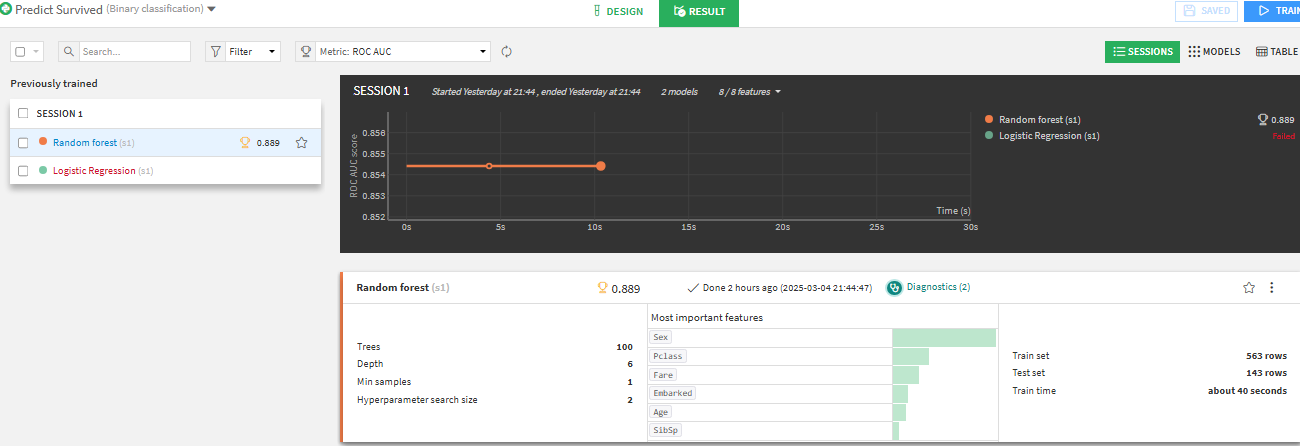 Predict Survived (Binary classification)
DESIGN
RESULT
SAVED
TRAIN
Search...
Filter
Metric: ROC AUC
SESSIONS
MODELS
TABLE
Previously trained
SESSION 1
Random forest (s1) 0.889
Logistic Regression (s1)
SESSION 1 Started Yesterday at 21:44 , ended Yesterday at 21:44 2 models 8 / 8 features
ROC AUC score
0.856
0.855
0.854
0.853
0.852
0s 5s 10s 15s 20s 25s 30s
Time (s)
Random forest (s1) 0.889
Logistic Regression (s1) Failed
Random forest (s1) 0.889 Done 2 hours ago (2025-03-04 21:44:47) Diagnostics (2)
Trees 100
Depth 6
Min samples 1
Hyperparameter search size 2
Most important features
Sex
Pclass
Fare
Embarked
Age
SibSp
Train set 563 rows
Test set 143 rows
Train time about 40 seconds